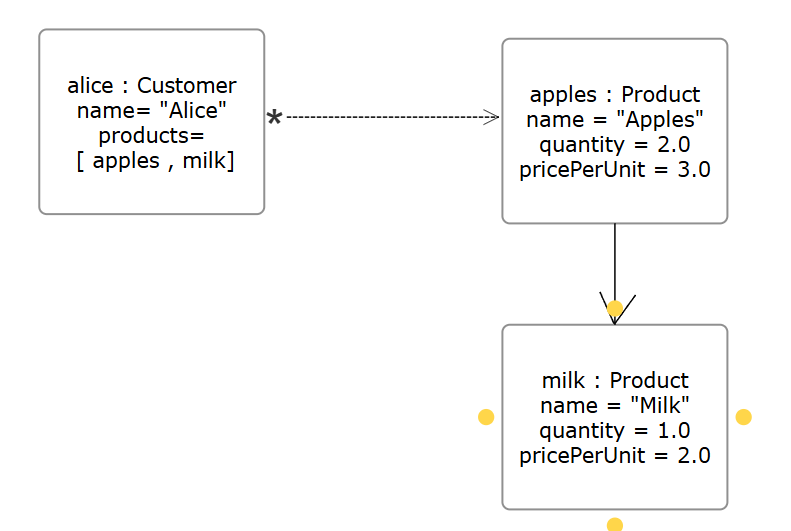 alice : Customer
name= "Alice"
products=
[ apples , milk]
*
apples : Product
name = "Apples"
quantity = 2.0
pricePerUnit = 3.0
milk : Product
name = "Milk"
quantity = 1.0
pricePerUnit = 2.0